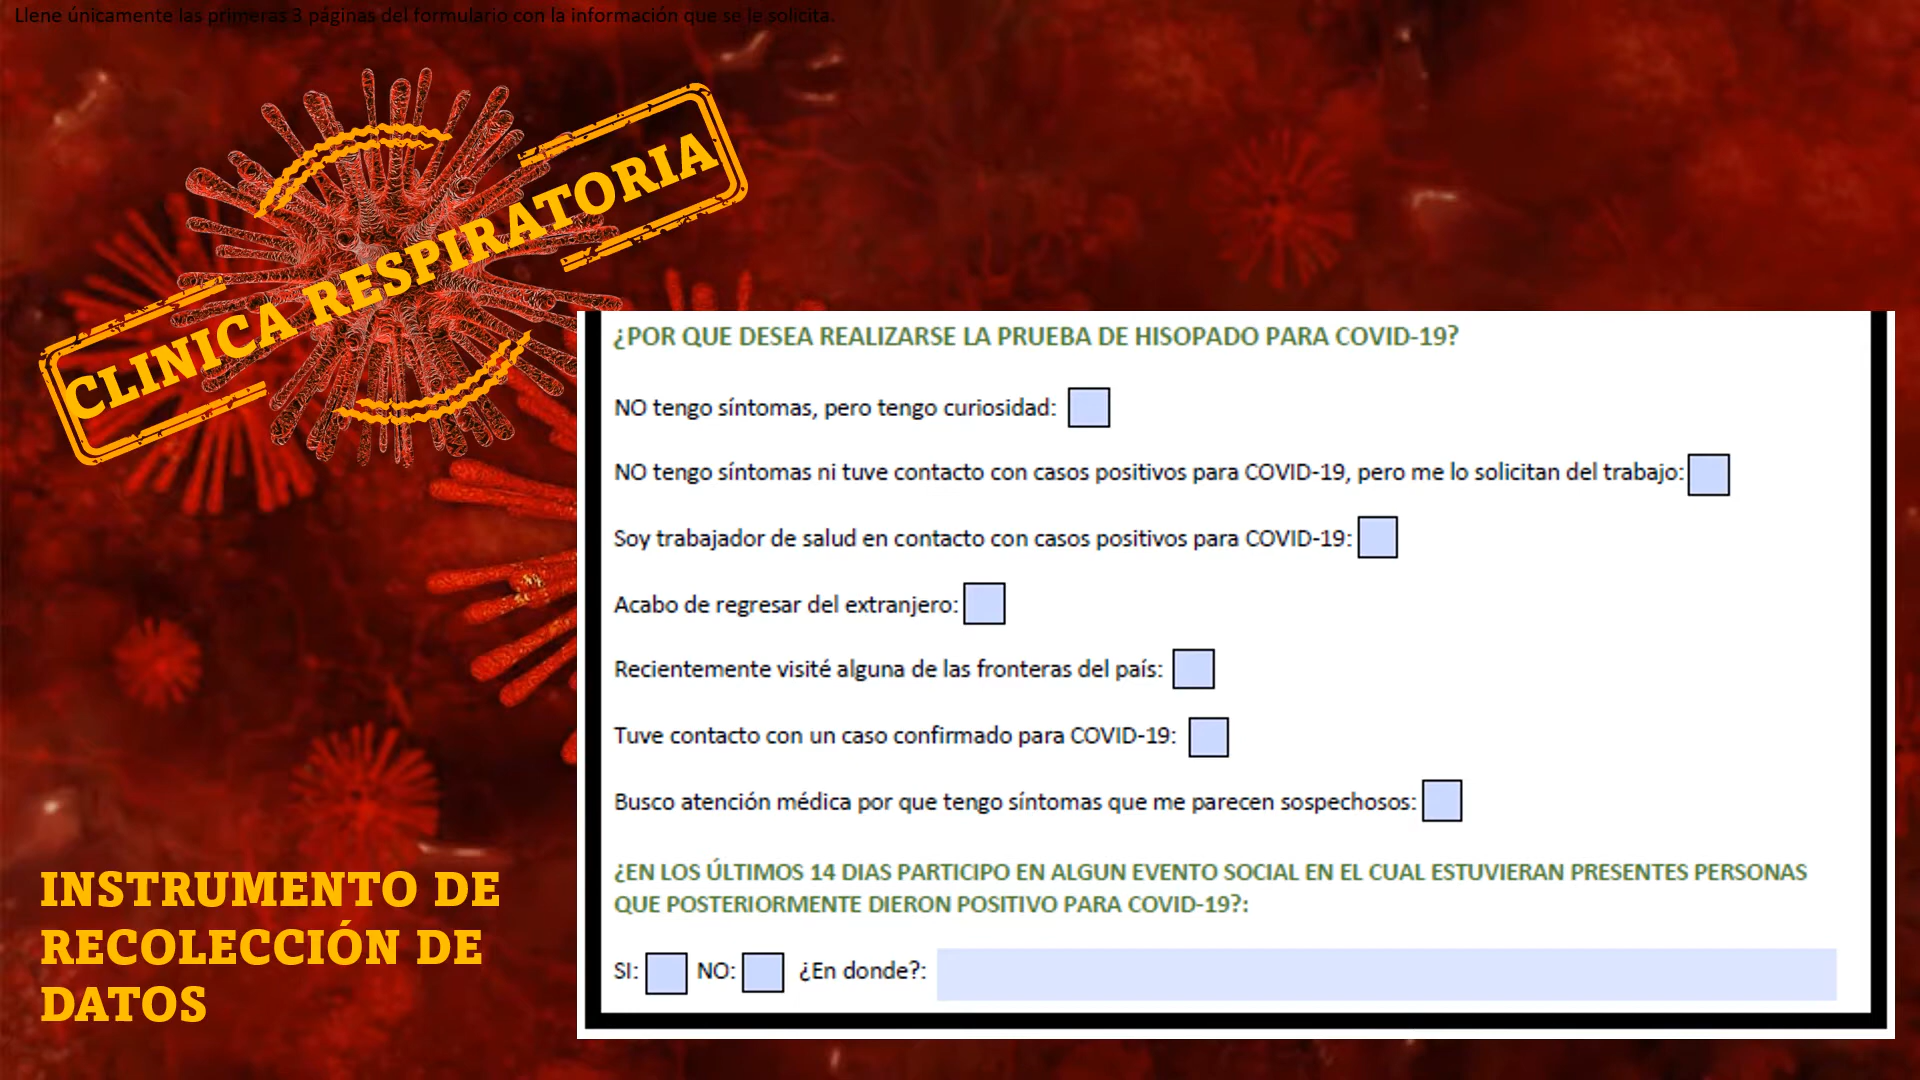 Llene únicamente las primeras 3 páginas del formulario con la información que se le solicita.
CLINICA RESPIRATORIA
¿POR QUE DESEA REALIZARSE LA PRUEBA DE HISOPADO PARA COVID-19?
NO tengo síntomas, pero tengo curiosidad:
NO tengo síntomas ni tuve contacto con casos positivos para COVID-19, pero me lo solicitan del trabajo:
Soy trabajador de salud en contacto con casos positivos para COVID-19:
Acabo de regresar del extranjero:
Recientemente visité alguna de las fronteras del país:
Tuve contacto con un caso confirmado para COVID-19:
Busco atención médica por que tengo síntomas que me parecen sospechosos:
¿EN LOS ÚLTIMOS 14 DIAS PARTICIPO EN ALGUN EVENTO SOCIAL EN EL CUAL ESTUVIERAN PRESENTES PERSONAS
QUE POSTERIORMENTE DIERON POSITIVO PARA COVID-19?:
SI: NO: ¿En donde?:
INSTRUMENTO DE
RECOLECCIÓN DE
DATOS